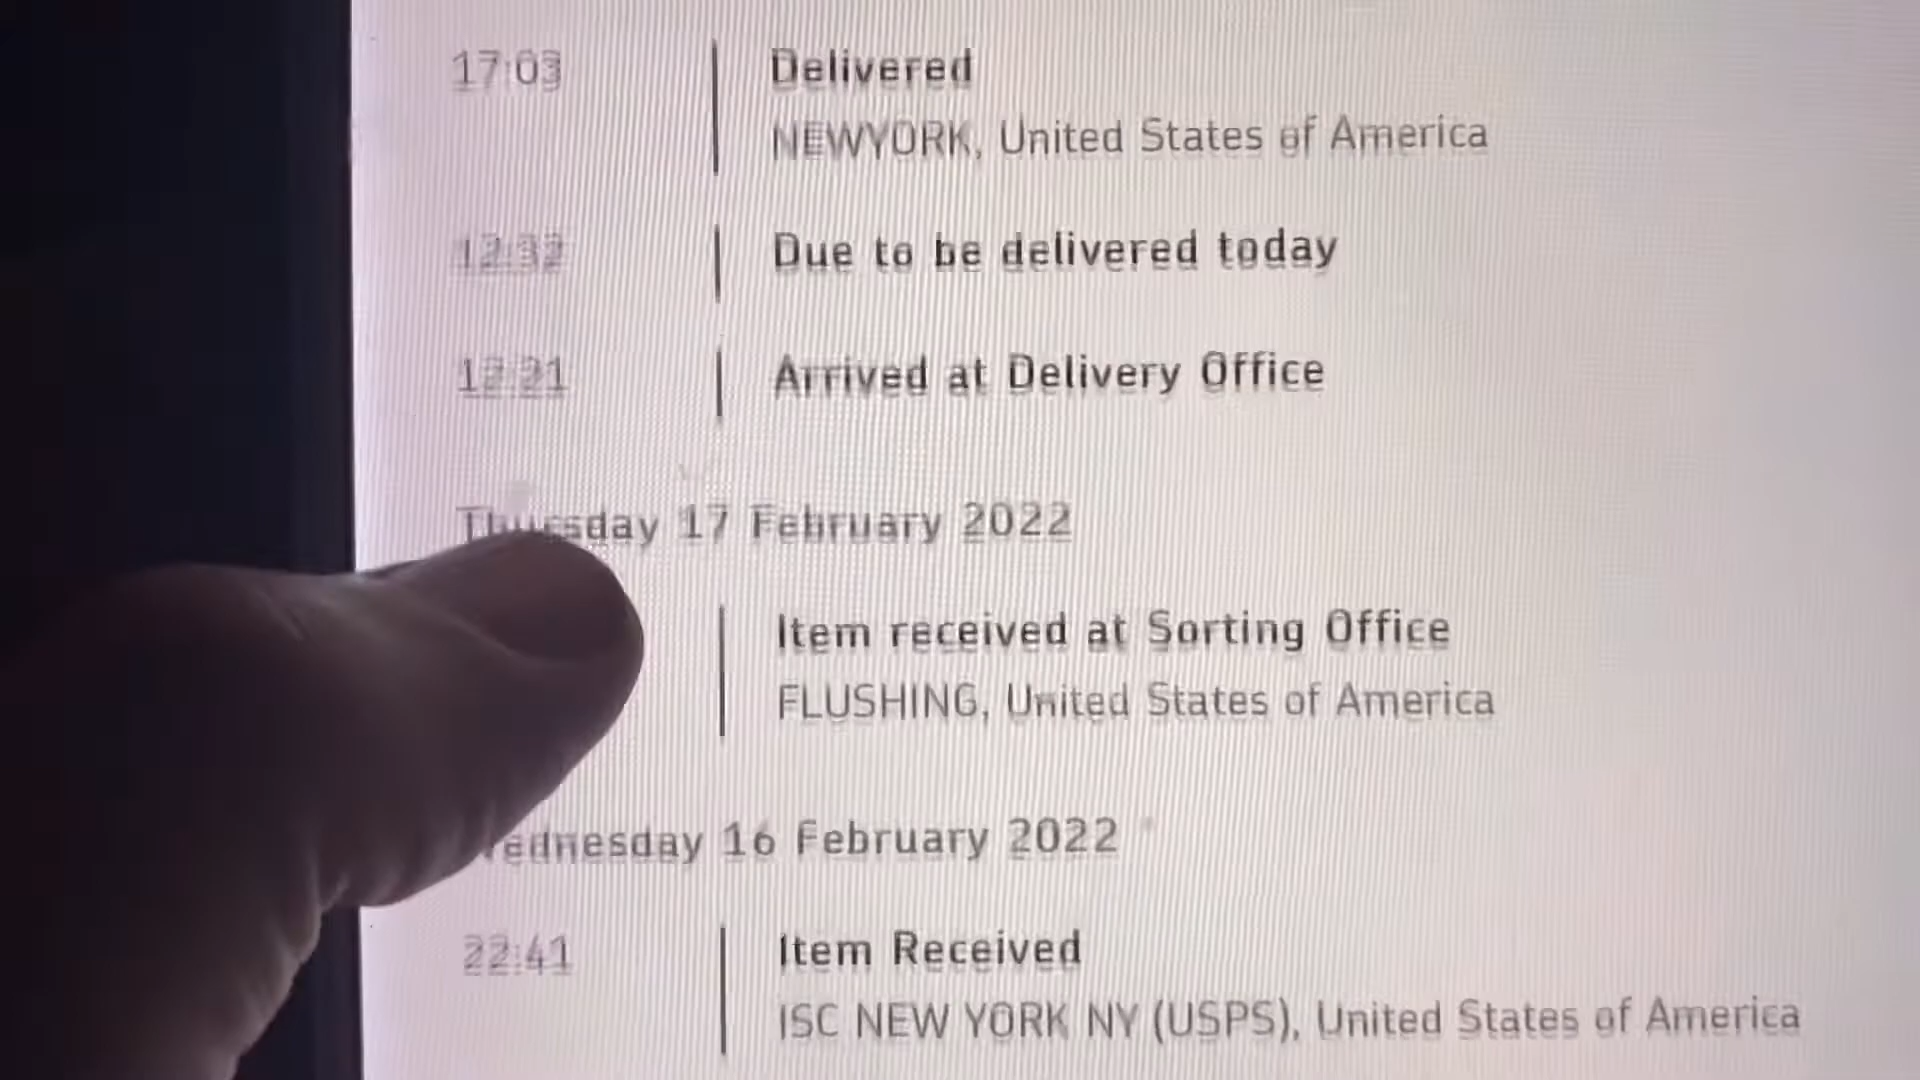 17:03
Delivered
NEWYORK, United States of America
12:32
Due to be delivered today
12:21
Arrived at Delivery Office
Thursday 17 February 2022
Item received at Sorting Office
FLUSHING, United States of America
Wednesday 16 February 2022
22:41
Item Received
ISC NEW YORK NY (USPS), United States of America